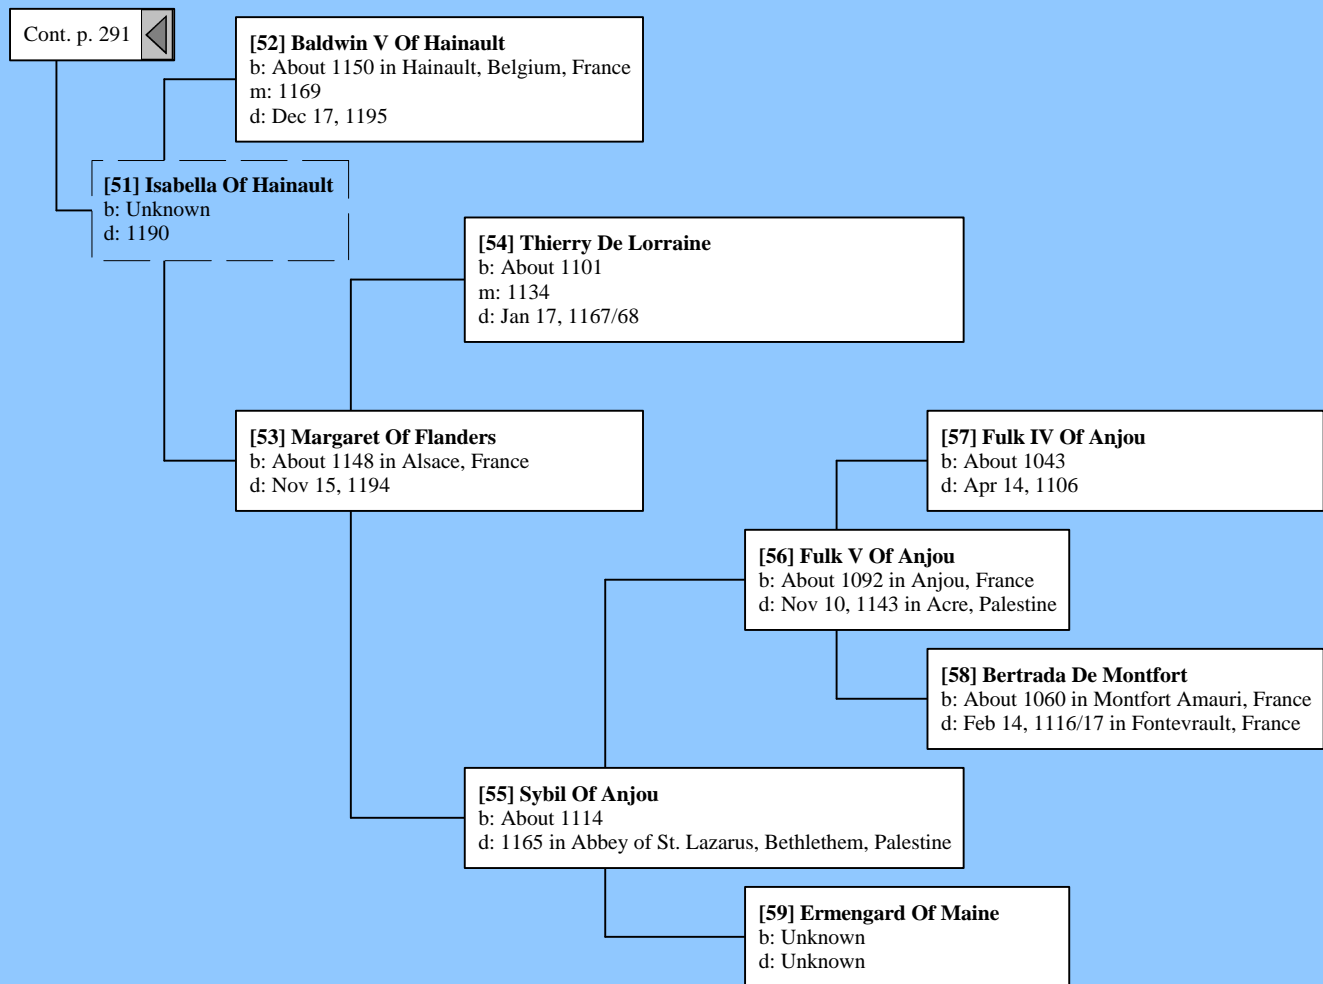 Cont. p. 291
[52] Baldwin V Of Hainault
b: About 1150 in Hainault, Belgium, France
m: 1169
d: Dec 17, 1195
[51] Isabella Of Hainault
b: Unknown
d: 1190
[54] Thierry De Lorraine
b: About 1101
m: 1134
d: Jan 17, 1167/68
[53] Margaret Of Flanders
b: About 1148 in Alsace, France
d: Nov 15, 1194
[57] Fulk IV Of Anjou
b: About 1043
d: Apr 14, 1106
[56] Fulk V Of Anjou
b: About 1092 in Anjou, France
d: Nov 10, 1143 in Acre, Palestine
[58] Bertrada De Montfort
b: About 1060 in Montfort Amauri, France
d: Feb 14, 1116/17 in Fontevrault, France
[55] Sybil Of Anjou
b: About 1114
d: 1165 in Abbey of St. Lazarus, Bethlethem, Palestine
[59] Ermengard Of Maine
b: Unknown
d: Unknown